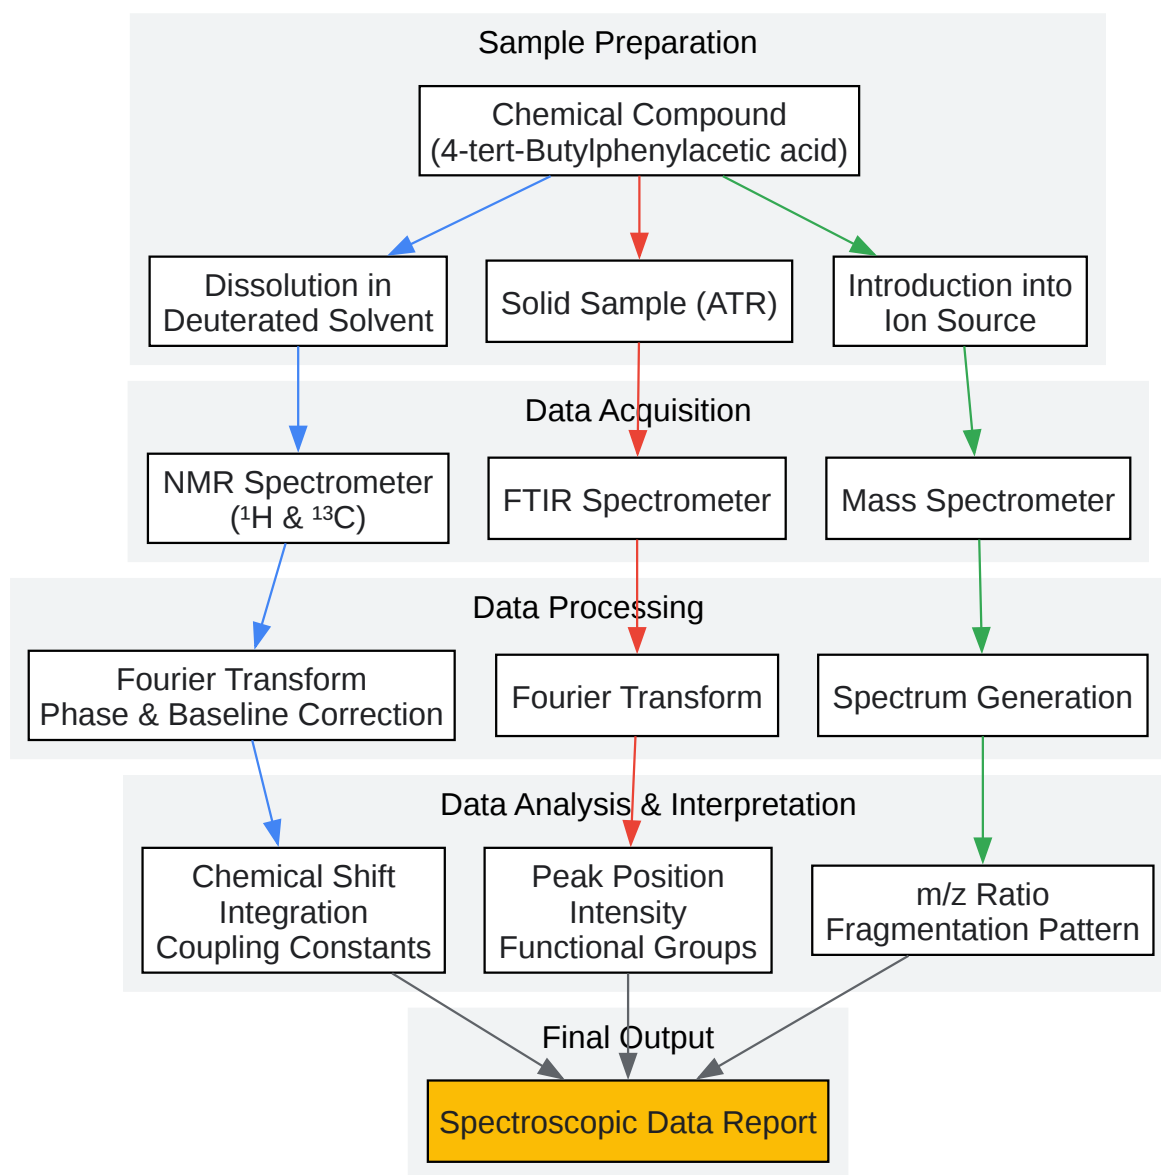 Sample Preparation
Chemical Compound
(4-tert-Butylphenylacetic acid)
Dissolution in
Deuterated Solvent
Solid Sample (ATR)
Introduction into
Ion Source
Data Acquisition
NMR Spectrometer
(¹H & ¹³C)
FTIR Spectrometer
Mass Spectrometer
Data Processing
Fourier Transform
Phase & Baseline Correction
Fourier Transform
Spectrum Generation
Data Analysis & Interpretation
Chemical Shift
Integration
Coupling Constants
Peak Position
Intensity
Functional Groups
m/z Ratio
Fragmentation Pattern
Final Output
Spectroscopic Data Report